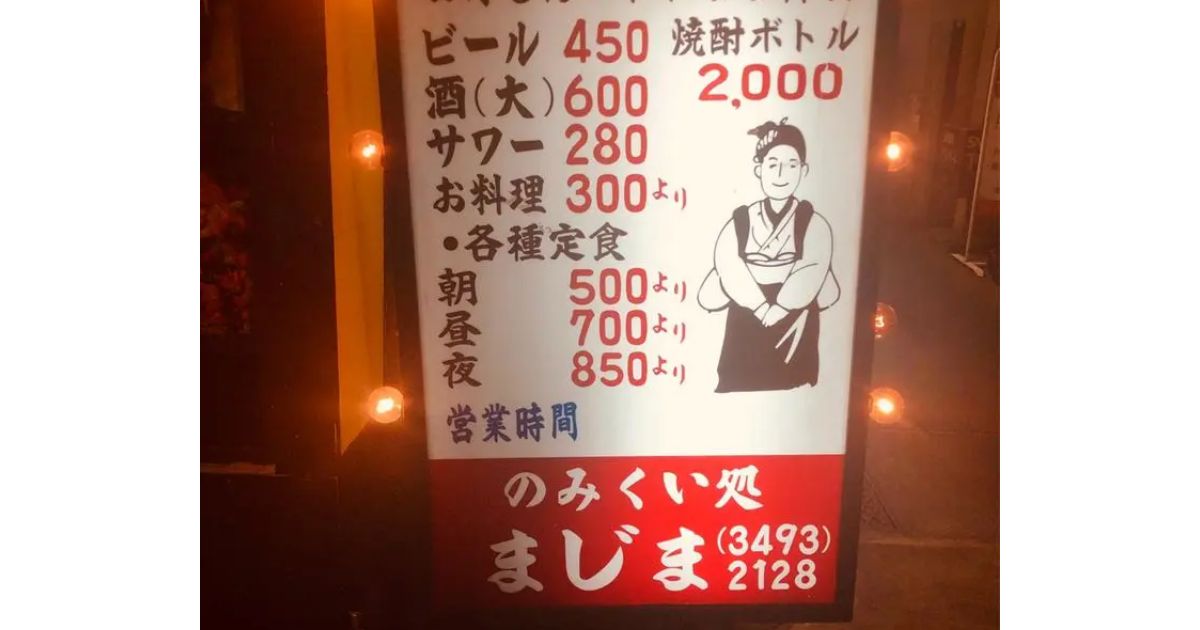 ビール 450
酒(大)600
サワー 280
お料理 300より
•各種定食
朝 500より
昼 700より
夜 850より
営業時間
焼酎ボトル
2,000
のみくい処
まじま(3493)
2128